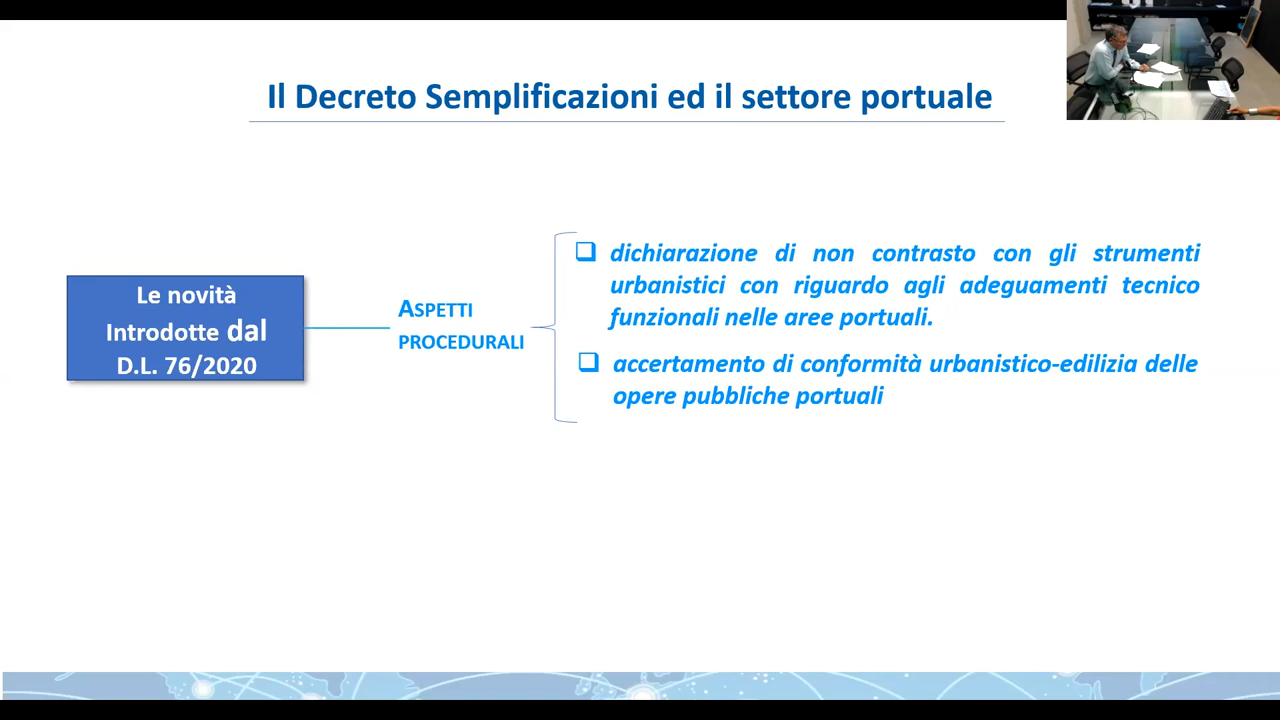 Il Decreto Semplificazioni ed il settore portuale
Le novità
Introdotte dal
D.L. 76/2020
ASPETTI
PROCEDURALI
dichiarazione di non contrasto con gli strumenti
urbanistici con riguardo agli adeguamenti tecnico
funzionali nelle aree portuali.
accertamento di conformità urbanistico-edilizia delle
opere pubbliche portuali